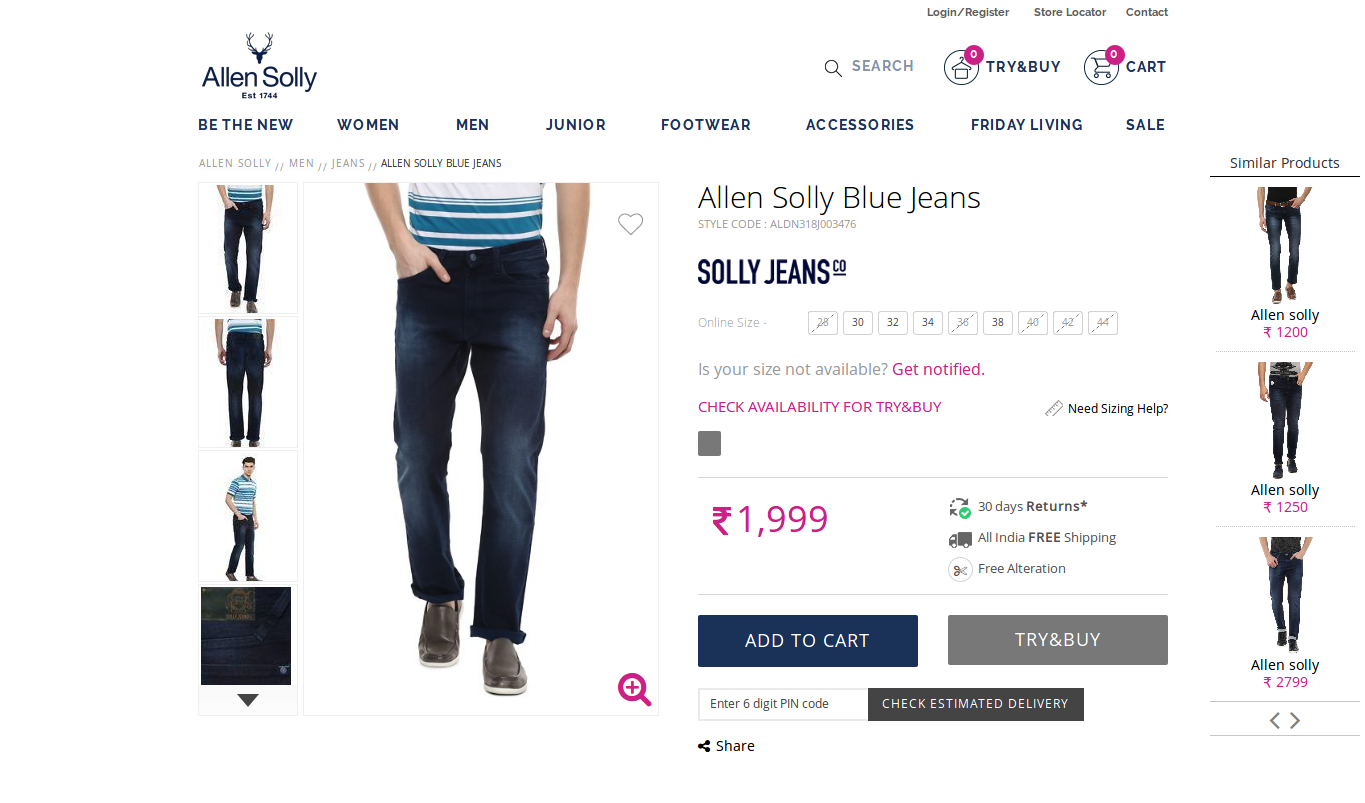 Login/Register Store Locator Contact
Allen Solly
Est 1744
SEARCH 0 TRY&BUY 0 CART
BE THE NEW WOMEN MEN JUNIOR FOOTWEAR ACCESSORIES FRIDAY LIVING SALE
ALLEN SOLLY // MEN // JEANS // ALLEN SOLLY BLUE JEANS
Allen Solly Blue Jeans
STYLE CODE : ALDN318J003476
SOLLY JEANS CO
Online Size - 28 30 32 34 36 38 40 42 44
Is your size not available? Get notified.
CHECK AVAILABILITY FOR TRY&BUY Need Sizing Help?
₹ 1,999
30 days Returns*
All India FREE Shipping
Free Alteration
ADD TO CART TRY&BUY
Enter 6 digit PIN code CHECK ESTIMATED DELIVERY
Share
Similar Products
Allen solly
₹ 1200
Allen solly
₹ 1250
Allen solly
₹ 2799